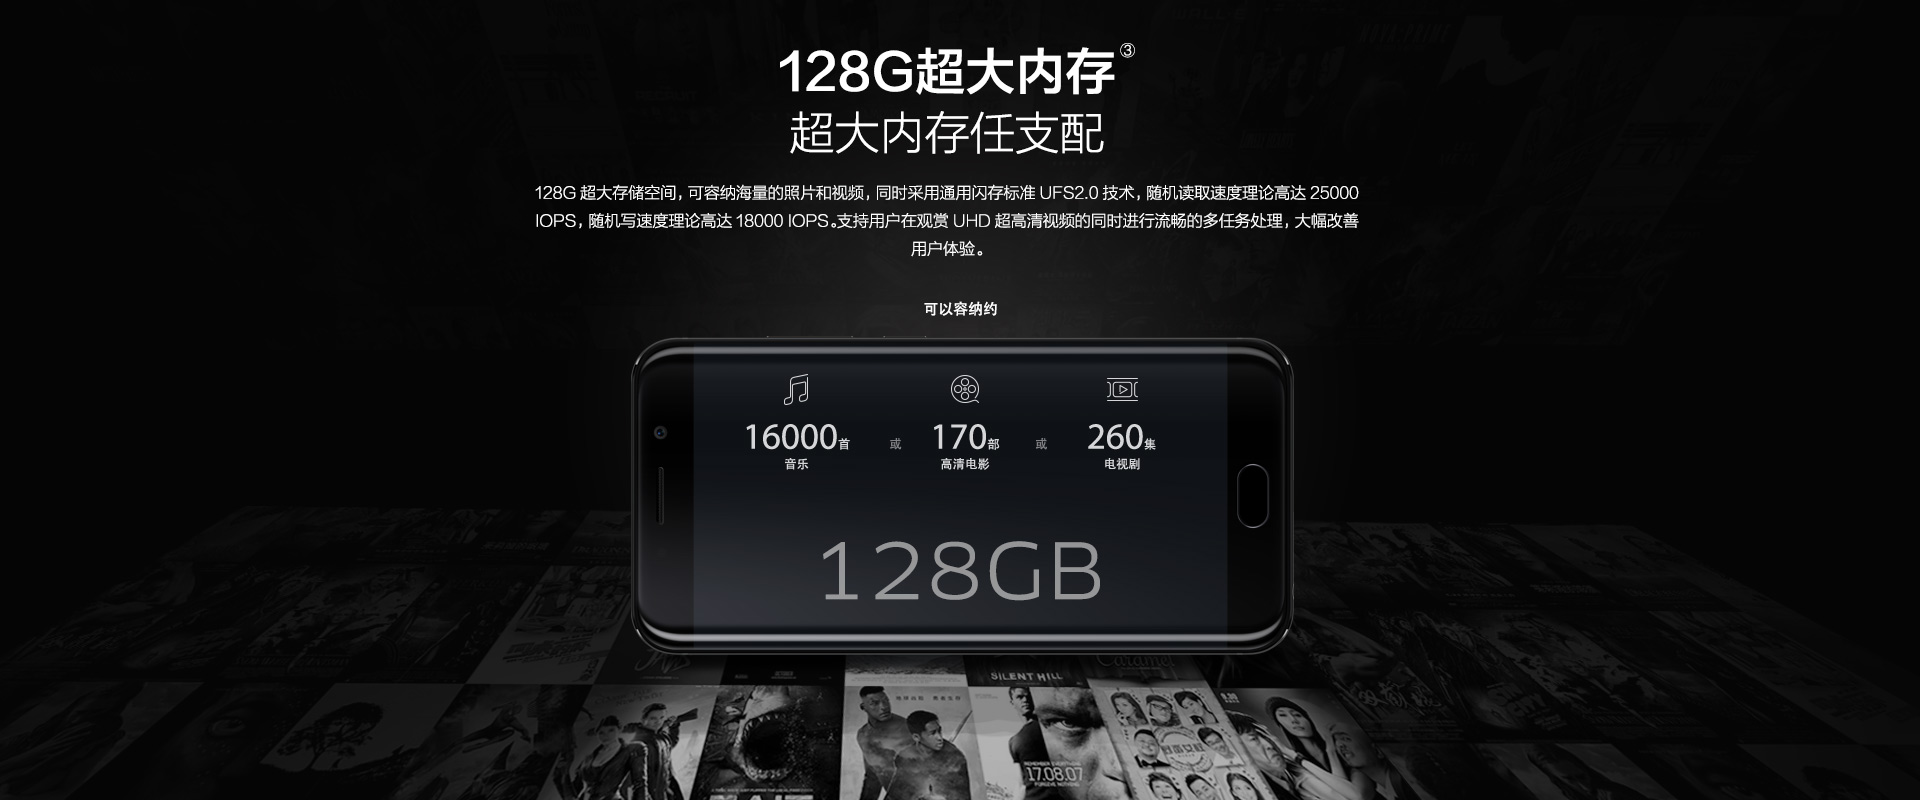 128G超大内存③
超大内存任支配
128G 超大存储空间，可容纳海量的照片和视频，同时采用通用闪存标准 UFS2.0 技术，随机读取速度理论高达 25000
IOPS，随机写速度理论高达 18000 IOPS。支持用户在观赏 UHD 超高清视频的同时进行流畅的多任务处理，大幅改善
用户体验。
可以容纳约
16000首 或 170部 或 260集
音乐 高清电影 电视剧
128GB
SILENT HILL
Caramel
17.08.07